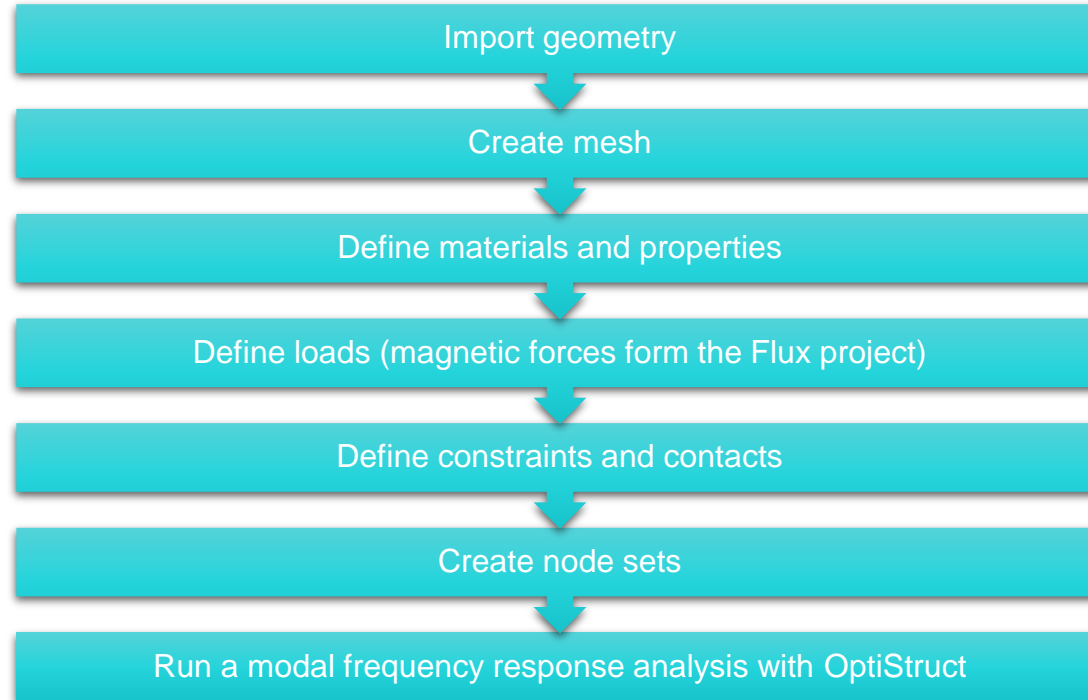 Import geometry
Create mesh
Define materials and properties
Define loads (magnetic forces form the Flux project)
Define constraints and contacts
Create node sets
Run a modal frequency response analysis with OptiStruct